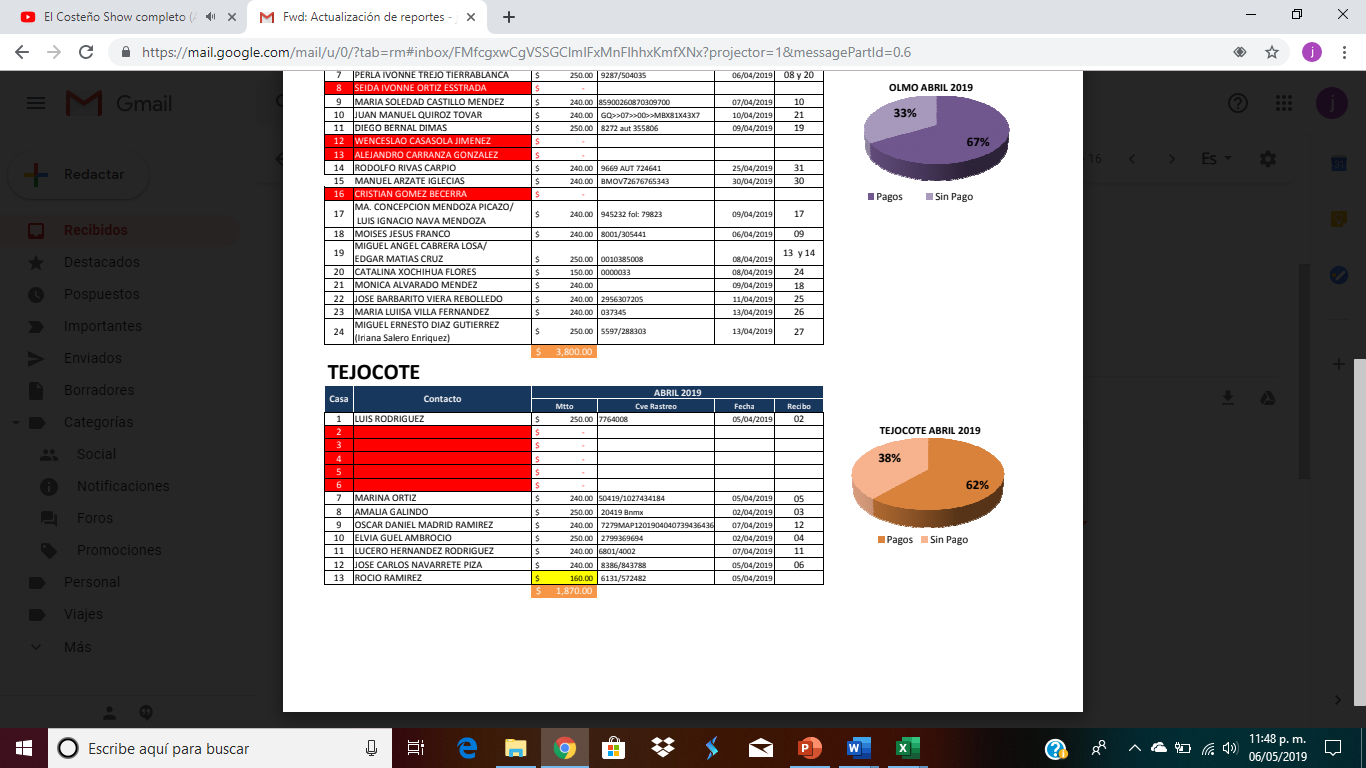 El Costeño Show completo (
Fwd: Actualización de reportes -
https://mail.google.com/mail/u/0/?tab=rm#inbox/FMfcgxwCgVSSGClmlFxMnFlhhxKmfXNx?projector=1&messagePartId=0.6
Gmail
Redactar
Recibidos
Destacados
Pospuestos
Importantes
Enviados
Borradores
Categorías
Social
Notificaciones
Foros
Promociones
Personal
Viajes
Más
16
Es
j
j
7 PERLA IVONNE TREJO TIERRABLANCA $ 250.00 9287/504035 06/04/2019 08 y 20
8 SEIDA IVONNE ORTIZ ESSTRADA $ -
9 MARIA SOLEDAD CASTILLO MENDEZ $ 240.00 85900260870309700 07/04/2019 10
10 JUAN MANUEL QUIROZ TOVAR $ 240.00 GQ>>07>>00>>MBX81X43X7 10/04/2019 21
11 DIEGO BERNAL DIMAS $ 250.00 8272 aut 355806 09/04/2019 19
12 WENCESLAO CASASOLA JIMENEZ $ -
13 ALEJANDRO CARRANZA GONZALEZ $ -
14 RODOLFO RIVAS CARPIO $ 240.00 9669 AUT 724641 25/04/2019 31
15 MANUEL ARZATE IGLECIAS $ 240.00 BMOV72676765343 30/04/2019 30
16 CRISTIAN GOMEZ BECERRA $ -
17 MA. CONCEPCION MENDOZA PICAZO/
LUIS IGNACIO NAVA MENDOZA $ 240.00 945232 fol: 79823 09/04/2019 17
18 MOISES JESUS FRANCO $ 240.00 8001/305441 06/04/2019 09
19 MIGUEL ANGEL CABRERA LOSA/
EDGAR MATIAS CRUZ $ 250.00 0010385008 08/04/2019 13 y 14
20 CATALINA XOCHIHUA FLORES $ 150.00 0000033 08/04/2019 24
21 MONICA ALVARADO MENDEZ $ 240.00 09/04/2019 18
22 JOSE BARBARITO VIERA REBOLLEDO $ 240.00 2956307205 11/04/2019 25
23 MARIA LUIISA VILLA FERNANDEZ $ 240.00 037345 13/04/2019 26
24 MIGUEL ERNESTO DIAZ GUTIERREZ
(Iriana Salero Enriquez) $ 250.00 5597/288303 13/04/2019 27
$ 3,800.00
OLMO ABRIL 2019
33%
67%
Pagos Sin Pago
TEJOCOTE
Casa Contacto ABRIL 2019
Mtto Cve Rastreo Fecha Recibo
1 LUIS RODRIGUEZ $ 250.00 7764008 05/04/2019 02
2 $ -
3 $ -
4 $ -
5 $ -
6 $ -
7 MARINA ORTIZ $ 240.00 50419/1027434184 05/04/2019 05
8 AMALIA GALINDO $ 250.00 20419 Bnmx 02/04/2019 03
9 OSCAR DANIEL MADRID RAMIREZ $ 240.00 7279MAP1201904040739436436 07/04/2019 12
10 ELVIA GUEL AMBROCIO $ 250.00 2799369694 02/04/2019 04
11 LUCERO HERNANDEZ RODRIGUEZ $ 240.00 6801/4002 07/04/2019 11
12 JOSE CARLOS NAVARRETE PIZA $ 240.00 8386/843788 05/04/2019 06
13 ROCIO RAMIREZ $ 160.00 6131/572482 05/04/2019
$ 1,870.00
TEJOCOTE ABRIL 2019
38%
62%
Pagos Sin Pago
Escribe aquí para buscar
11:48 p. m.
06/05/2019